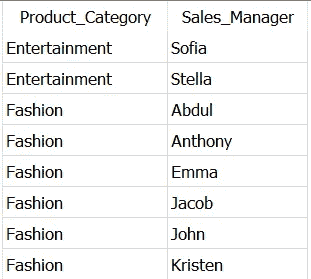 Product_Category Sales_Manager
Entertainment Sofia
Entertainment Stella
Fashion Abdul
Fashion Anthony
Fashion Emma
Fashion Jacob
Fashion John
Fashion Kristen